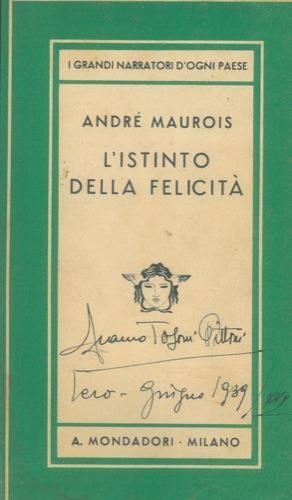 I GRANDI NARRATORI D'OGNI PAESE
ANDRÉ MAUROIS
L'ISTINTO
DELLA FELICITÀ
Giugno 1939
A. MONDADORI · MILANO